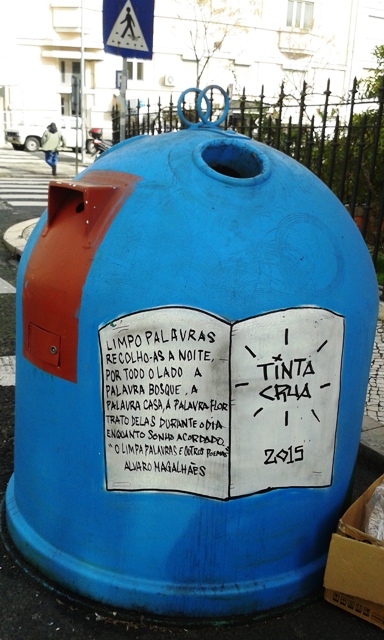 LIMPO PALAVRAS
RECOLHO-AS A NOITE,
POR TODO O LADO A
PALAVRA BOSQUE, A
PALAVRA CASA, A PALAVRA FLOR
TRATO DELAS DURANTE O DIA
ENQUANTO SONHO ACORDADO.
"O LIMPA PALAVRAS E OUTROS POEMAS"
ALVARO MAGALHÃES
TINTA
CRUA
2015